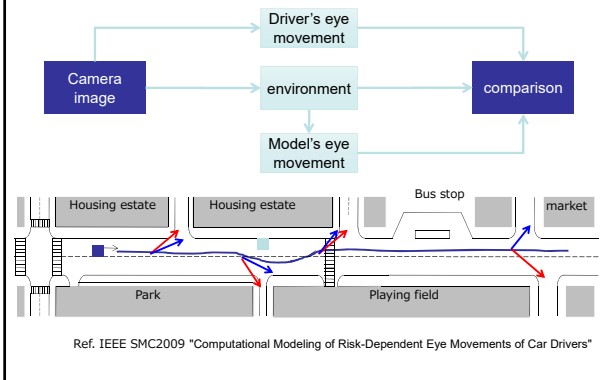 Driver's eye
movement
Camera
image
environment
comparison
Model's eye
movement
Housing estate
Housing estate
Bus stop
market
Park
Playing field
Ref. IEEE SMC2009 "Computational Modeling of Risk-Dependent Eye Movements of Car Drivers"